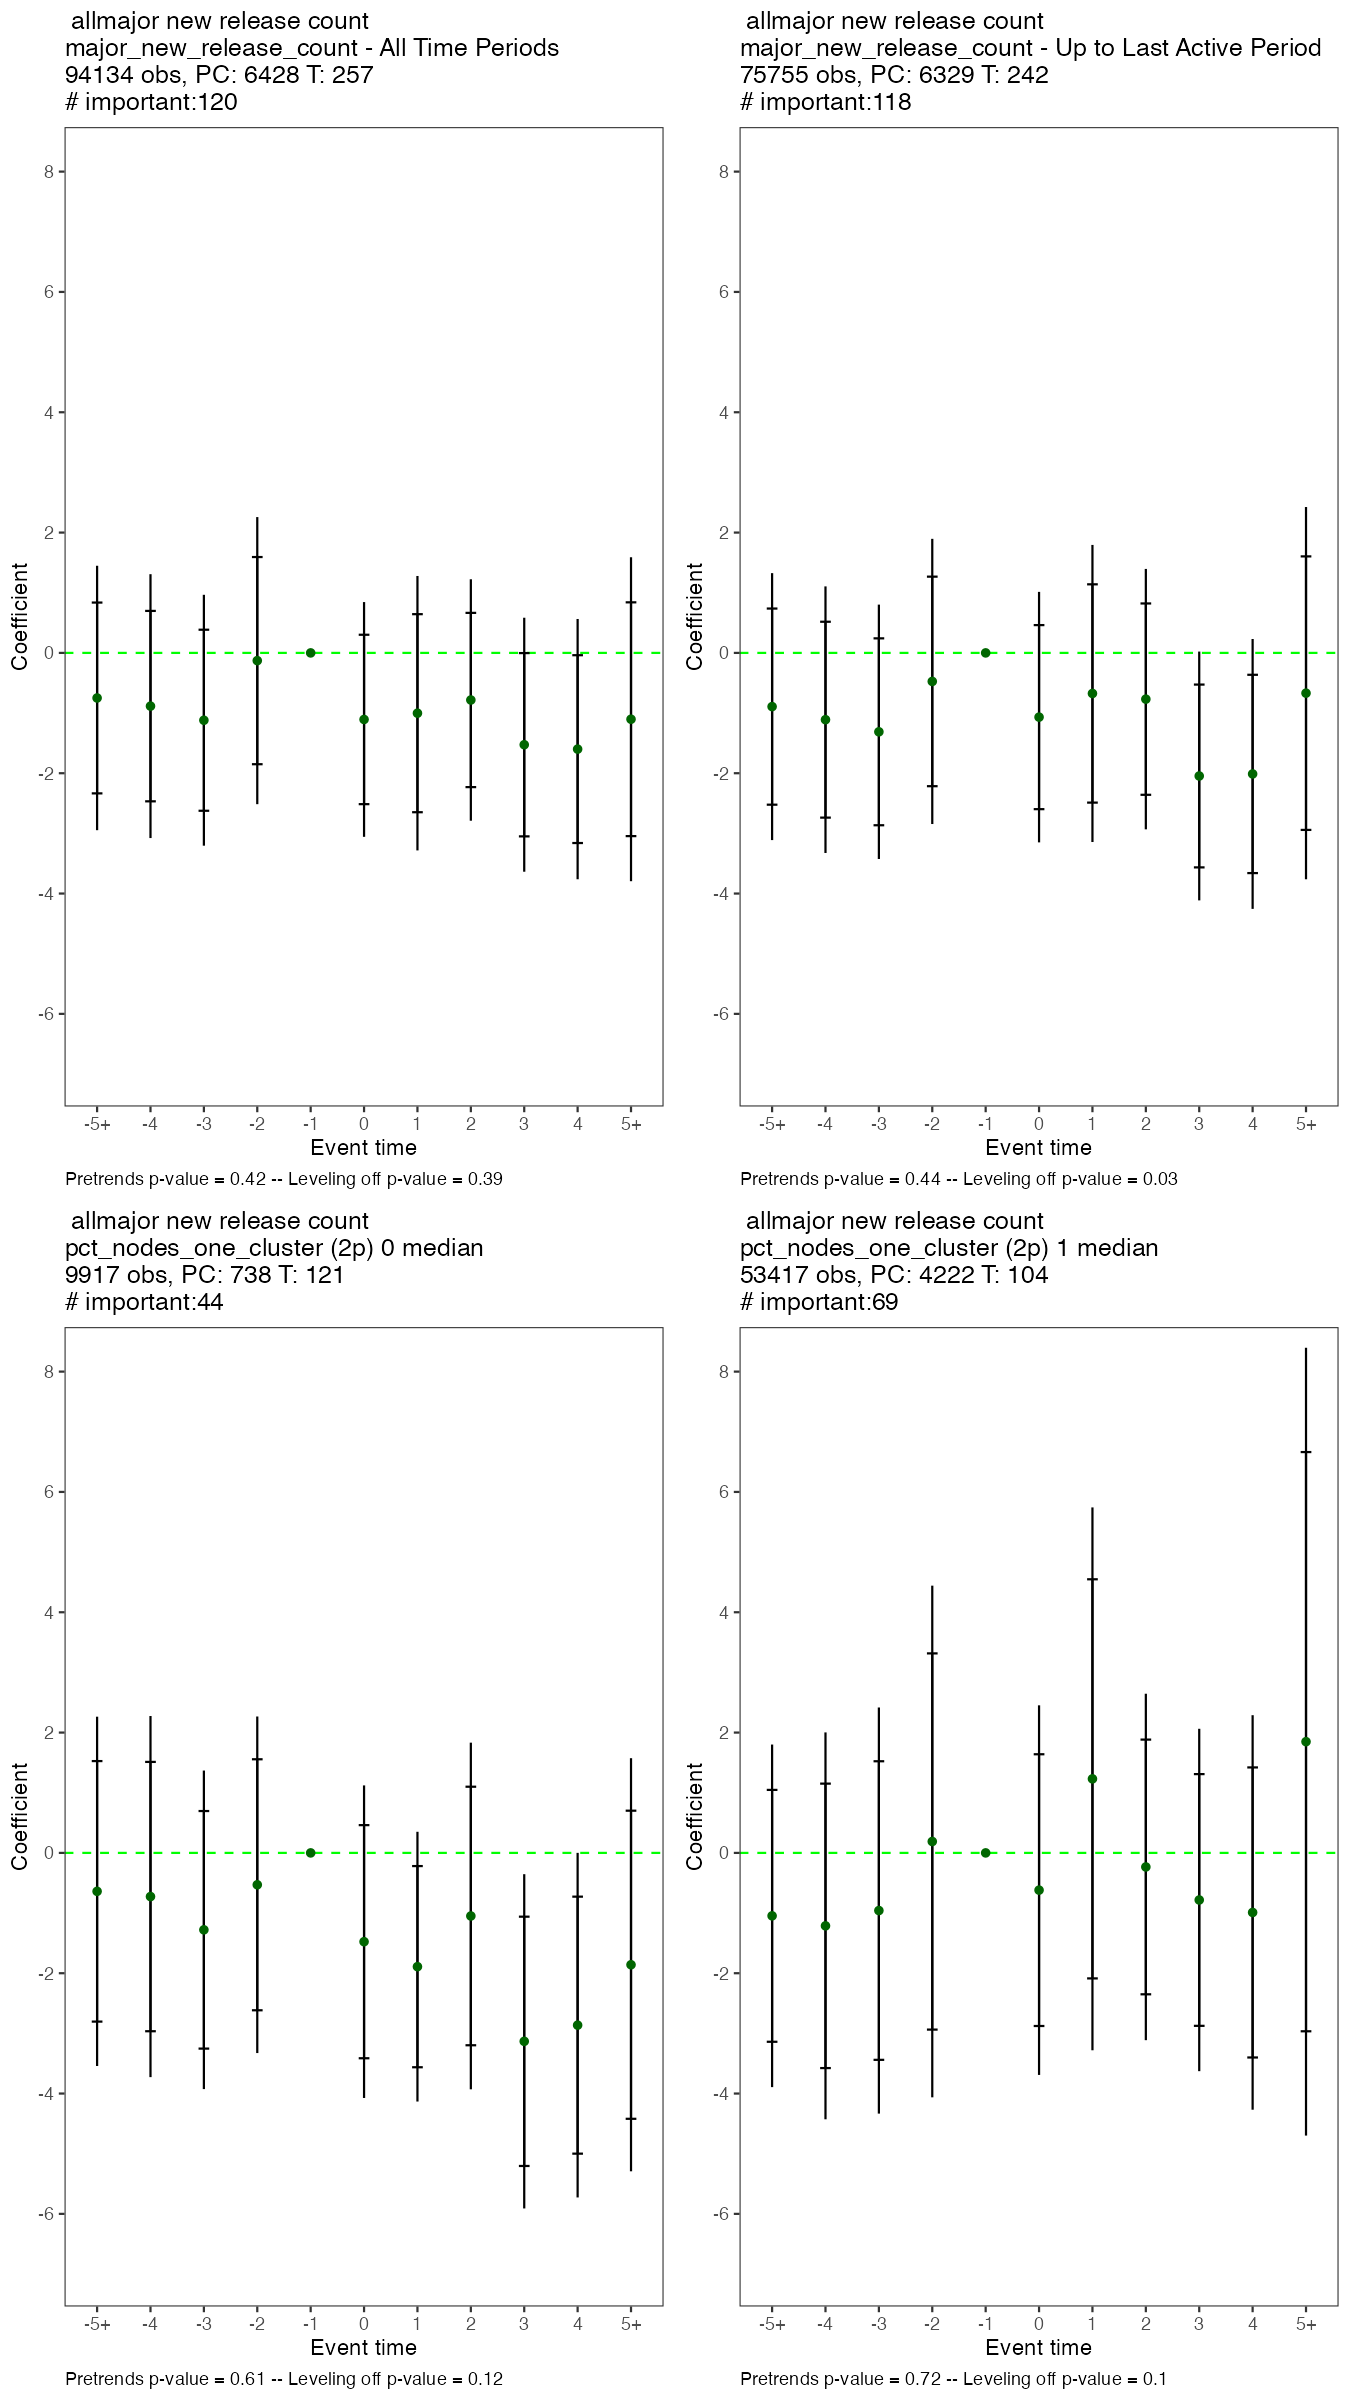 allmajor new release count
major_new_release_count - All Time Periods
94134 obs, PC: 6428 T: 257
# important:120
8
6
4
2
0
-2
-4
-6
Coefficient
-5+ -4 -3 -2 -1 0 1 2 3 4 5+
Event time
Pretrends p-value = 0.42 -- Leveling off p-value = 0.39
allmajor new release count
major_new_release_count - Up to Last Active Period
75755 obs, PC: 6329 T: 242
# important:118
8
6
4
2
0
-2
-4
-6
Coefficient
-5+ -4 -3 -2 -1 0 1 2 3 4 5+
Event time
Pretrends p-value = 0.44 -- Leveling off p-value = 0.03
allmajor new release count
pct_nodes_one_cluster (2p) 0 median
9917 obs, PC: 738 T: 121
# important:44
8
6
4
2
0
-2
-4
-6
Coefficient
-5+ -4 -3 -2 -1 0 1 2 3 4 5+
Event time
Pretrends p-value = 0.61 -- Leveling off p-value = 0.12
allmajor new release count
pct_nodes_one_cluster (2p) 1 median
53417 obs, PC: 4222 T: 104
# important:69
8
6
4
2
0
-2
-4
-6
Coefficient
-5+ -4 -3 -2 -1 0 1 2 3 4 5+
Event time
Pretrends p-value = 0.72 -- Leveling off p-value = 0.1